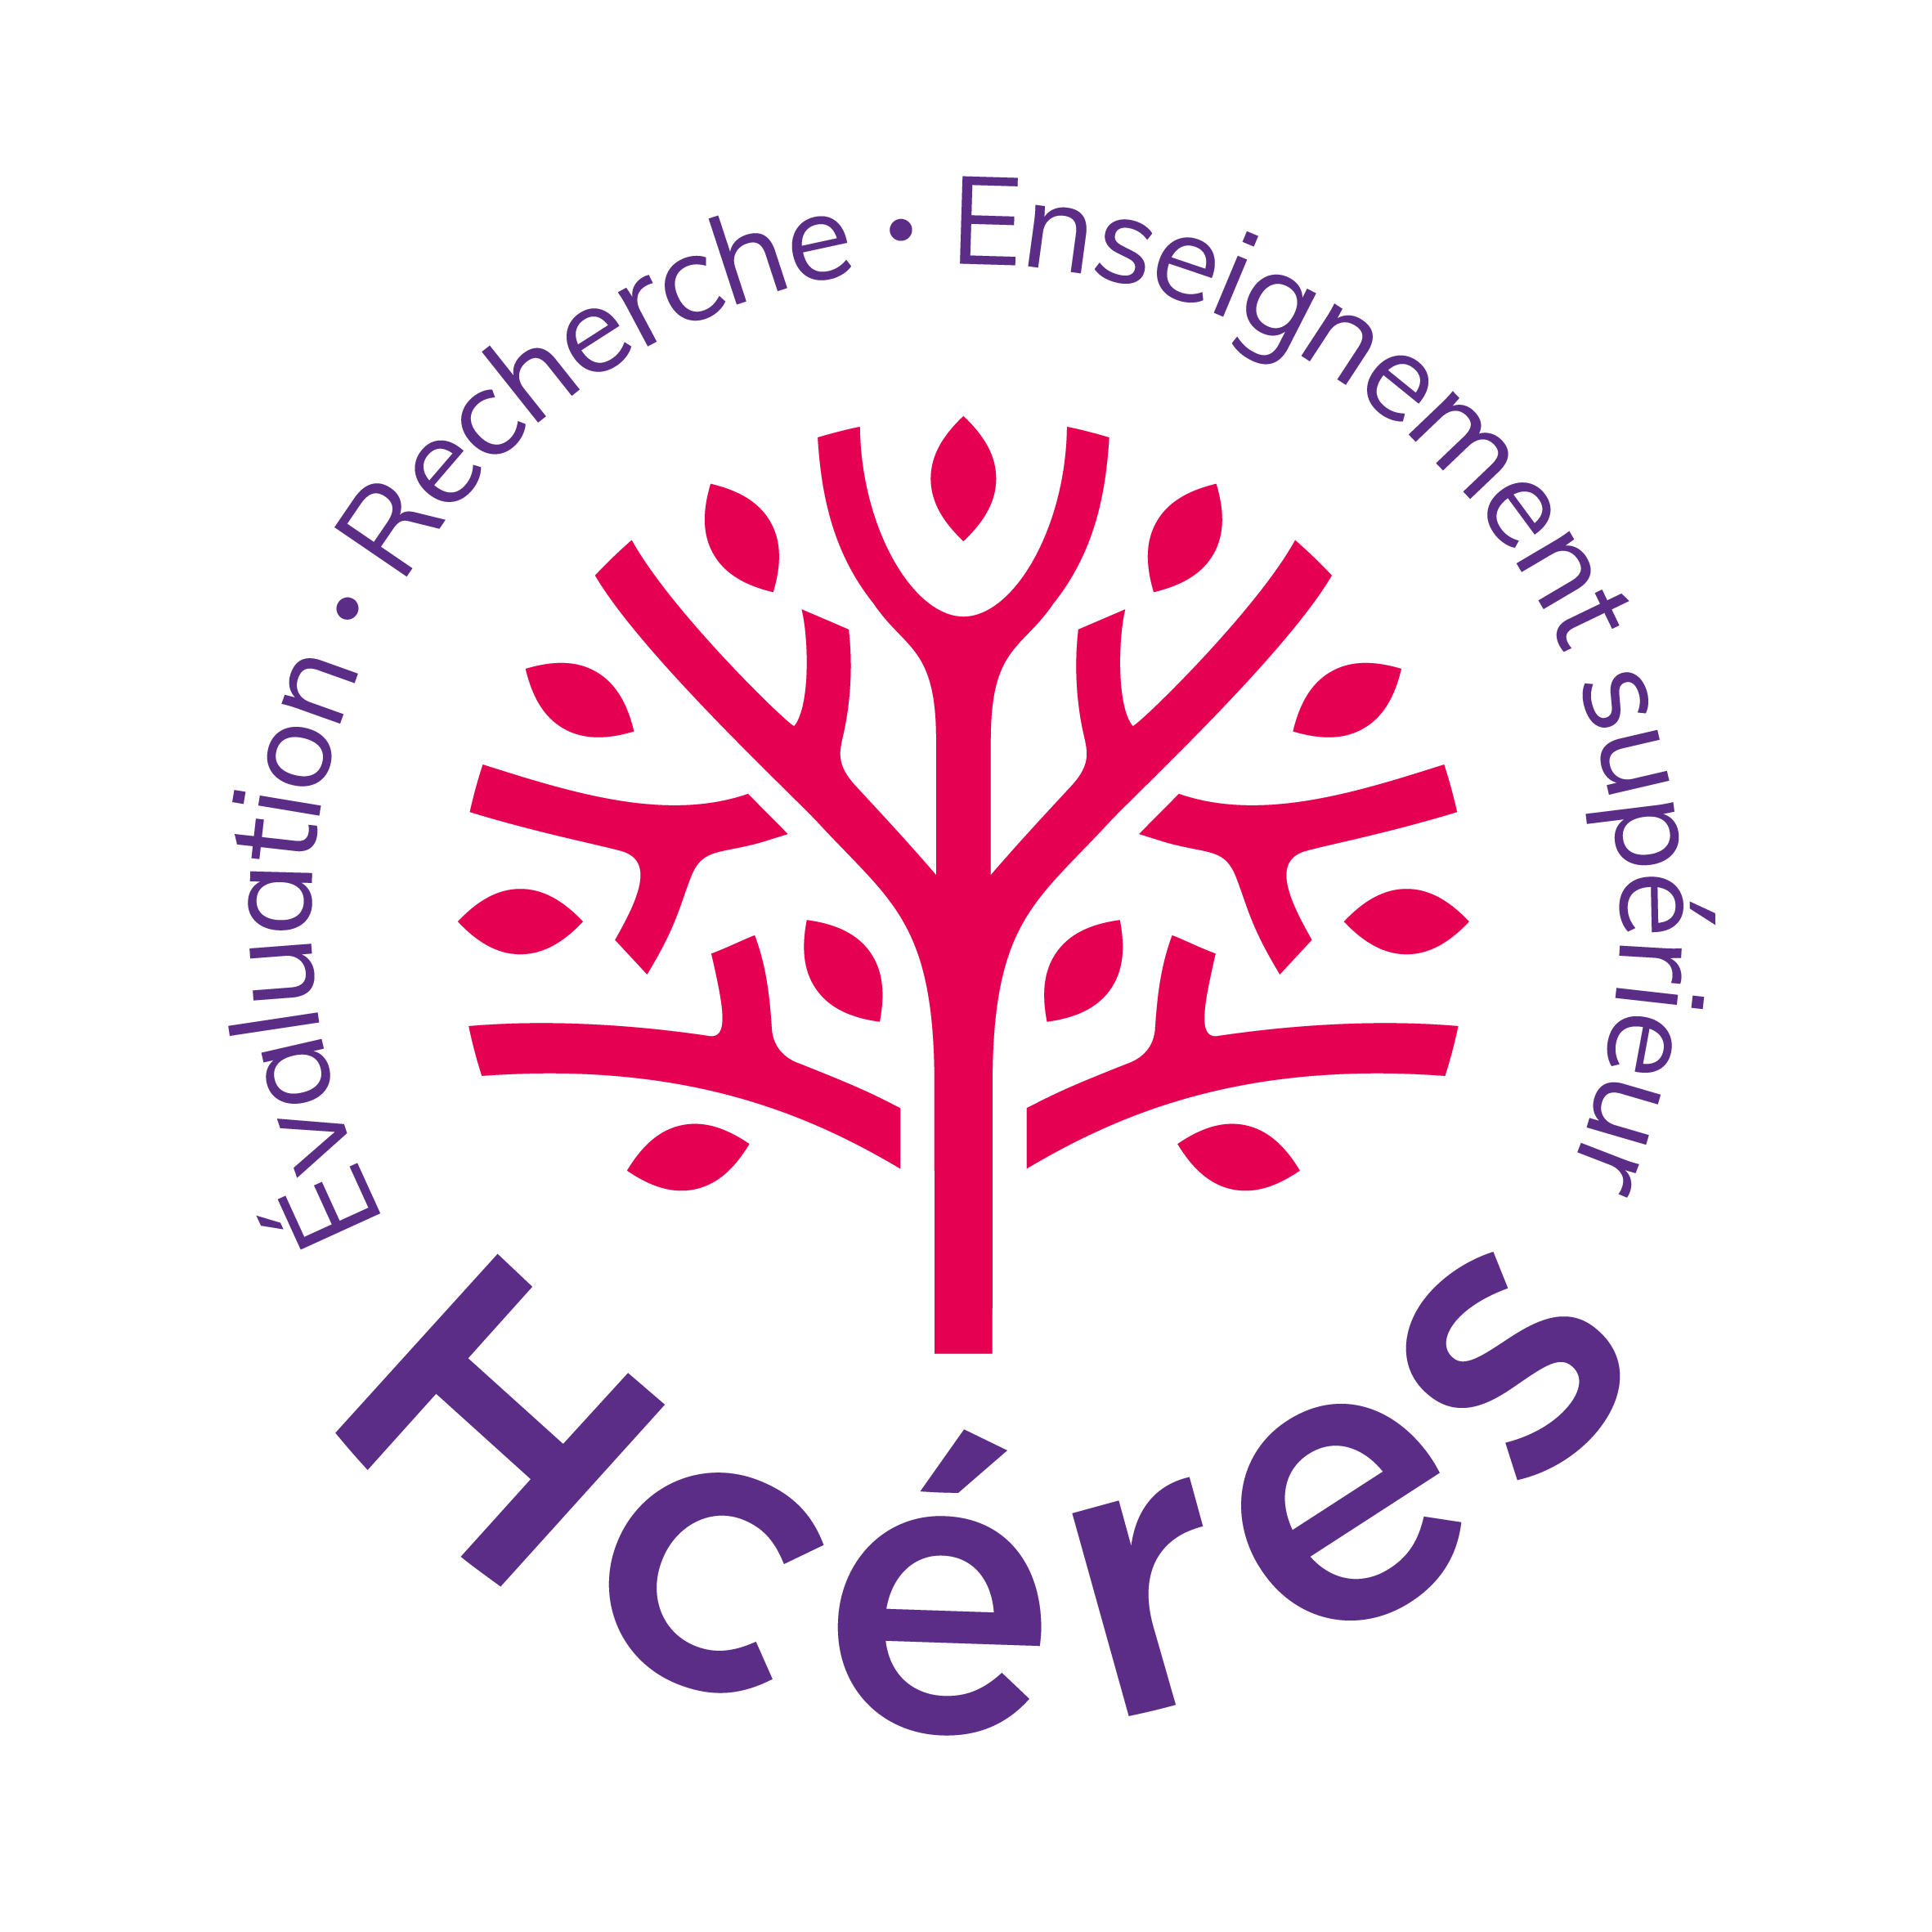 Évaluation • Recherche • Enseignement supérieur
Hcéres